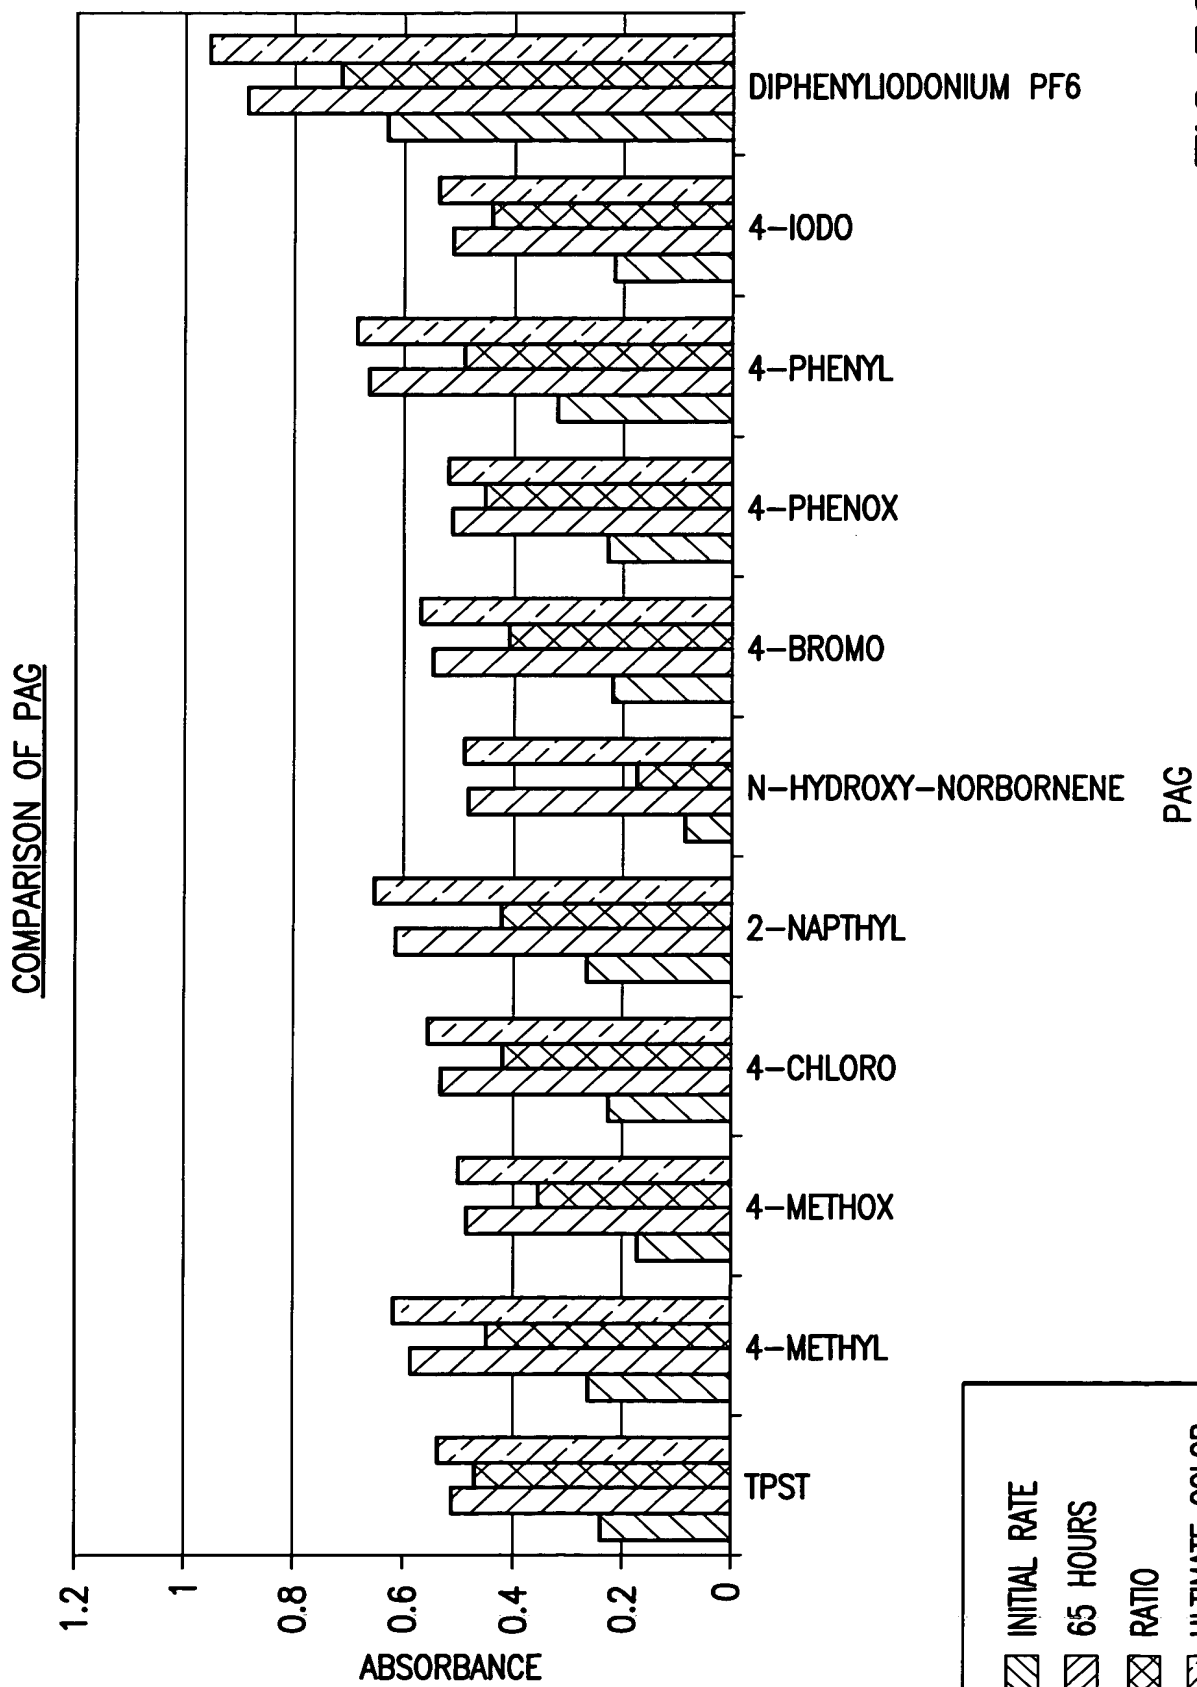 COMPARISON OF PAG
1.2
1
0.8
0.6
0.4
0.2
0
ABSORBANCE
TPST
4-METHYL
4-METHOX
4-CHLORO
2-NAPTHYL
N-HYDROXY-NORBORNENE
4-BROMO
4-PHENOX
4-PHENYL
4-IODO
DIPHENYLIODONIUM PF6
PAG
INITIAL RATE
65 HOURS
RATIO
ULTIMATE COLOR